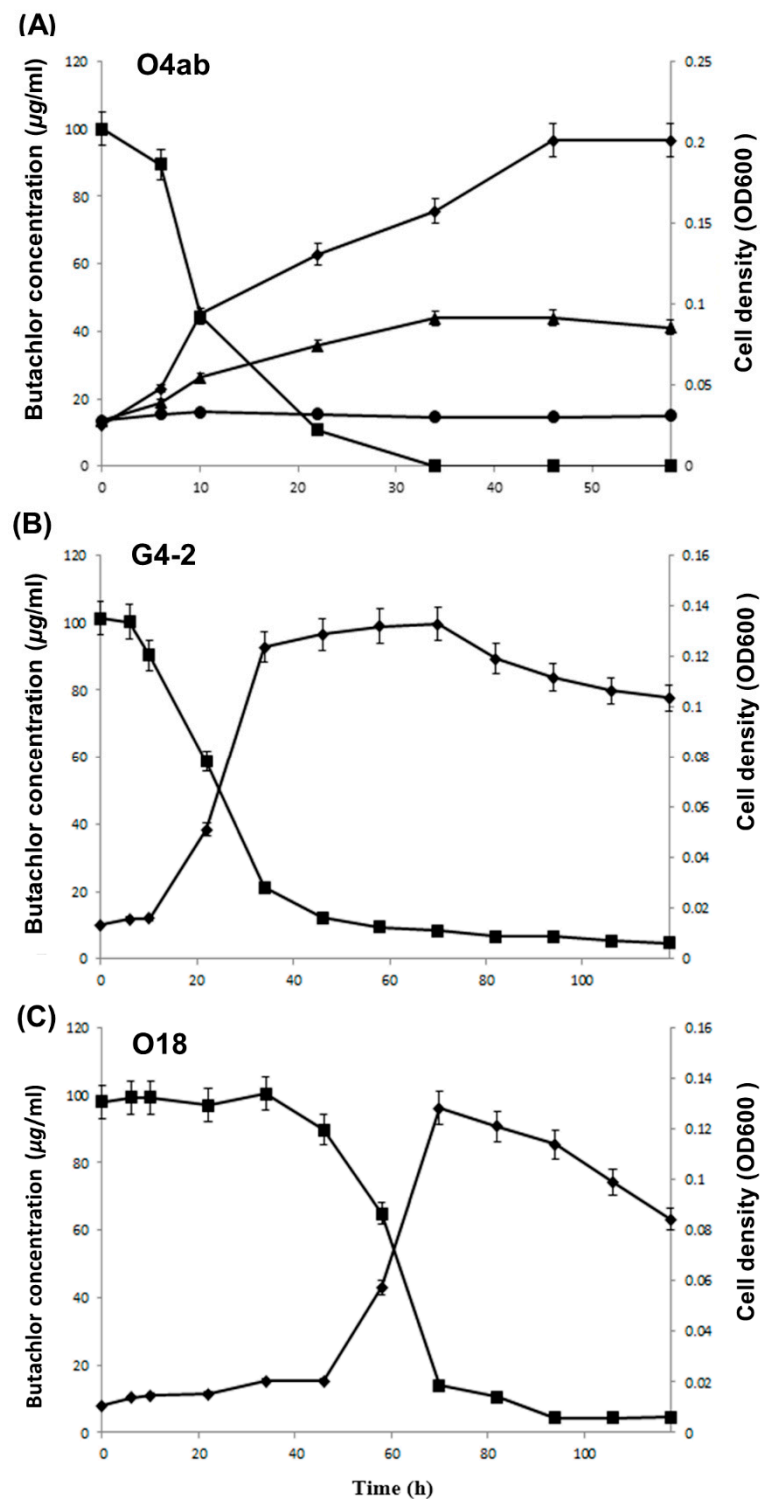 (A)
O4ab
Butachlor concentration (µg/ml)
Cell density (OD600 )
120
100
80
60
40
20
0
0.25
0.2
0.15
0.1
0.05
0
0 10 20 30 40 50
(B)
G4-2
Butachlor concentration (µg/ml)
Cell density (OD600 )
120
100
80
60
40
20
0
0.16
0.14
0.12
0.1
0.08
0.06
0.04
0.02
0
0 20 40 60 80 100
(C)
O18
Butachlor concentration (µg/ml)
Cell density (OD600 )
120
100
80
60
40
20
0
0.16
0.14
0.12
0.1
0.08
0.06
0.04
0.02
0
0 20 40 60 80 100
Time (h)